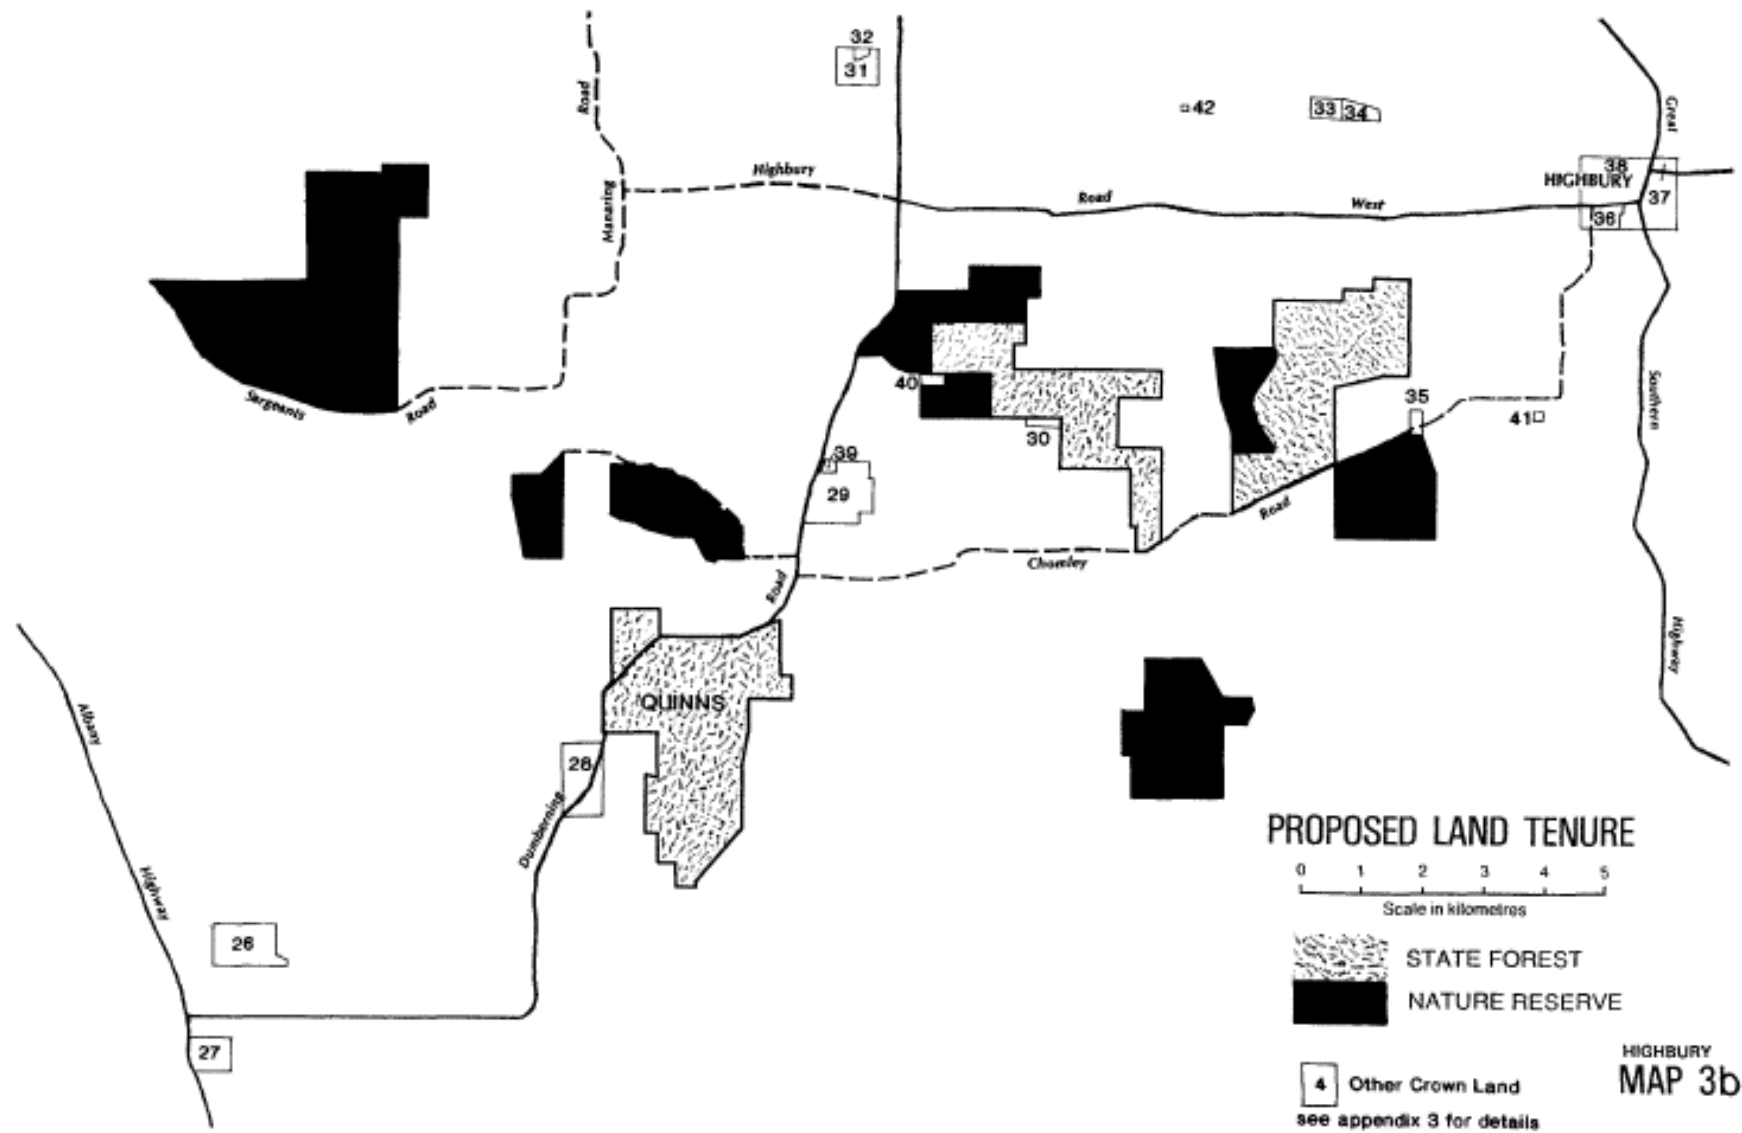 32
31
Road
42
33
34
Great
Highbury
38
HIGHBURY
37
Manaring
Road
West
36
40
35
41
Sargeants
Road
30
Southern
39
29
Road
Chomley
Road
QUINNS
Highway
Albany
28
Dumberning
PROPOSED LAND TENURE
0 1 2 3 4 5
Scale in kilometres
Highway
26
STATE FOREST
NATURE RESERVE
27
HIGHBURY
MAP 3b
4 Other Crown Land
see appendix 3 for details